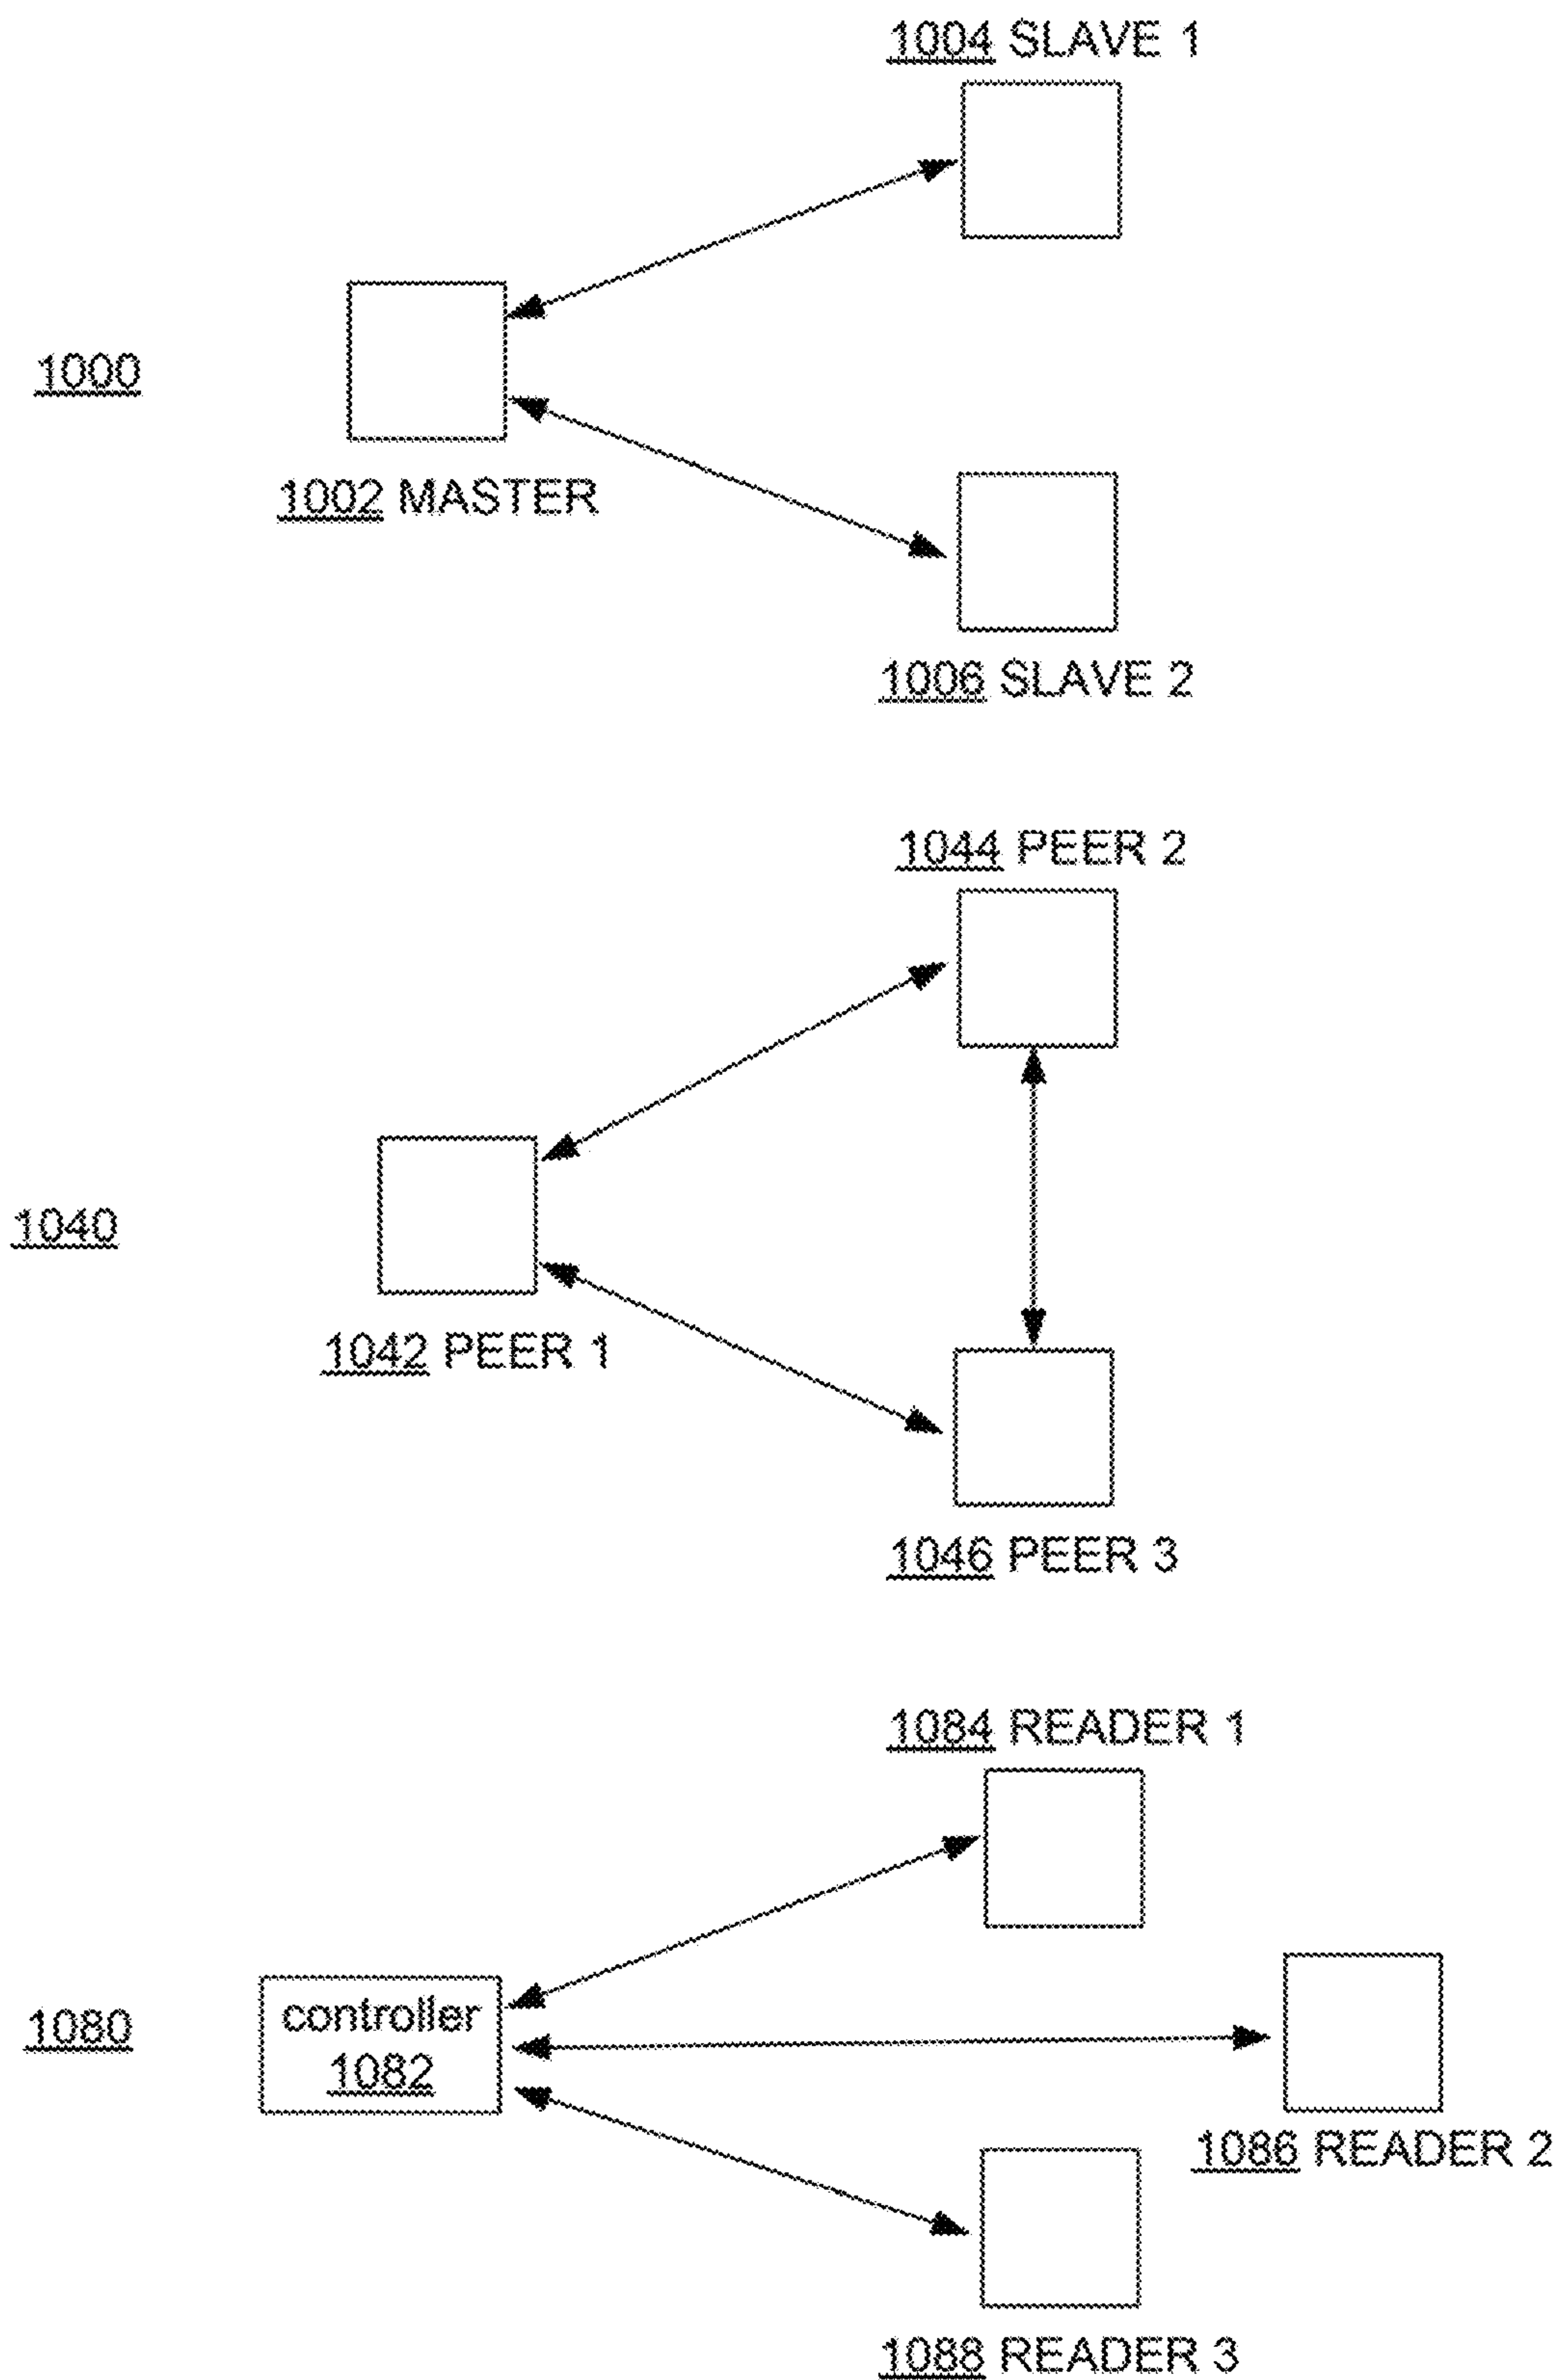 1004 SLAVE 1
1000
1002 MASTER
1006 SLAVE 2
1044 PEER 2
1040
1042 PEER 1
1046 PEER 3
1084 READER 1
1080
controller
1082
1086 READER 2
1088 READER 3